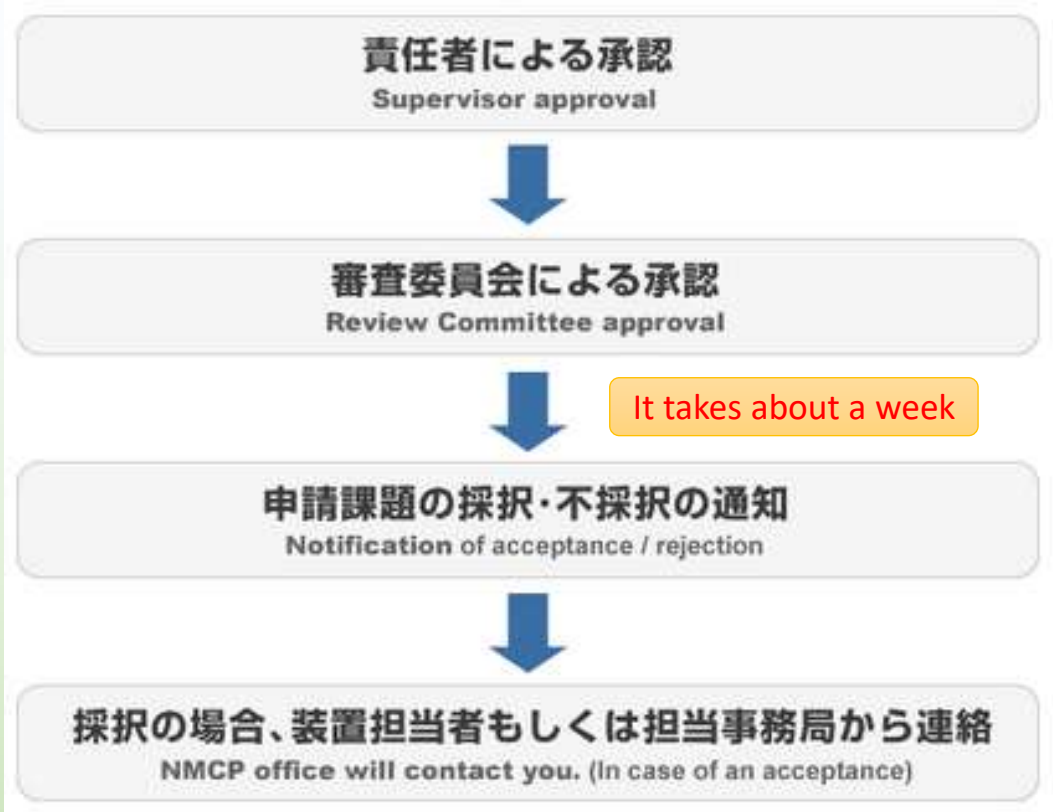 責任者による承認
Supervisor approval
審査委員会による承認
Review Committee approval
It takes about a week
申請課題の採択・不採択の通知
Notification of acceptance / rejection
採択の場合、装置担当者もしくは担当事務局から連絡
NMCP office will contact you. (In case of an acceptance)